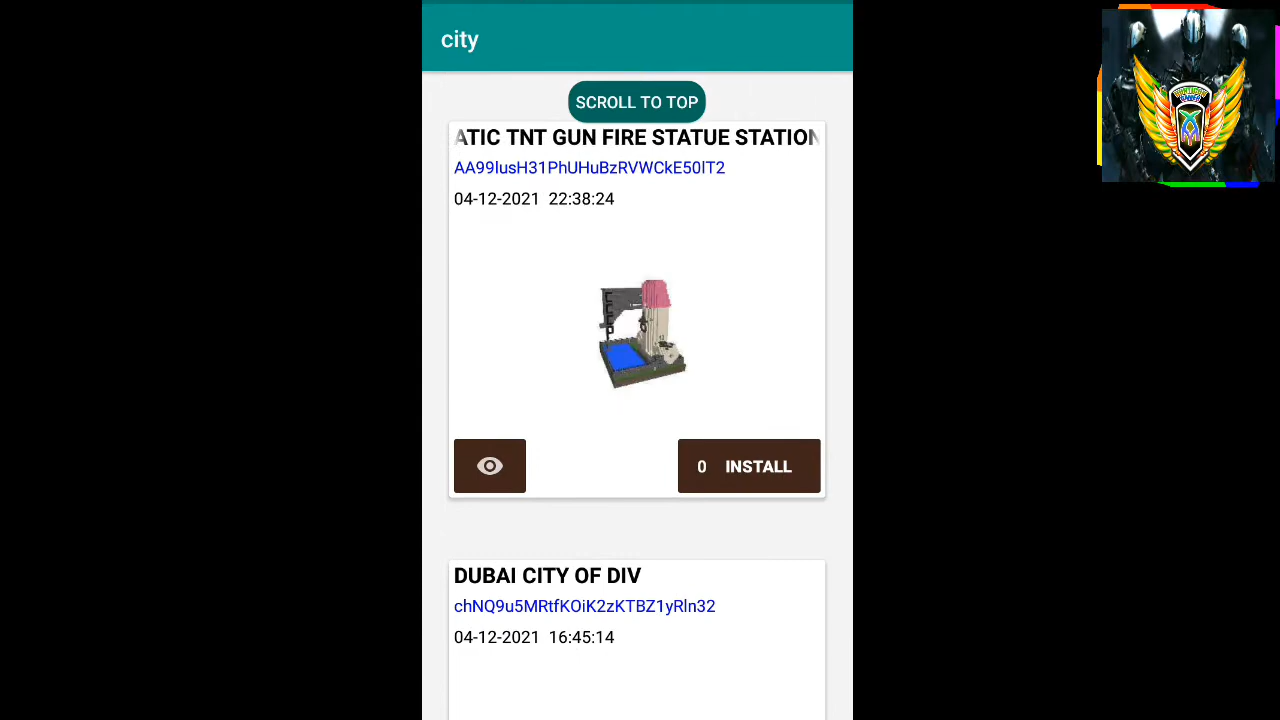 city
SCROLL TO TOP
ATIC TNT GUN FIRE STATUE STATION
AA99lusH31PhUHuBzRVWCkE50lT2
04-12-2021 22:38:24
0 INSTALL
DUBAI CITY OF DIV
chNQ9u5MRtfKOiK2zKTBZ1yRln32
04-12-2021 16:45:14